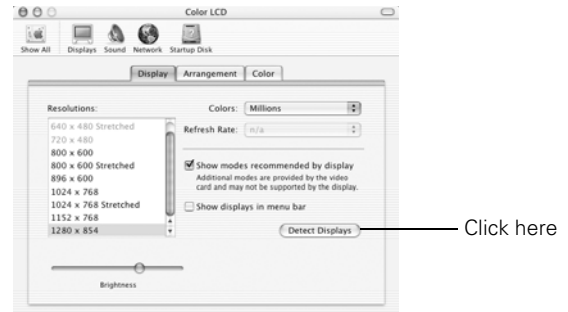 Color LCD
Show All Displays Sound Network Startup Disk
Display Arrangement Color
Resolutions:
640 x 480 Stretched
720 x 480
800 x 600
800 x 600 Stretched
896 x 600
1024 x 768
1024 x 768 Stretched
1152 x 768
1280 x 854
Colors: Millions
Refresh Rate: n/a
Show modes recommended by display
Additional modes are provided by the video
card and may not be supported by the display.
Show displays in menu bar
Detect Displays
Click here
Brightness